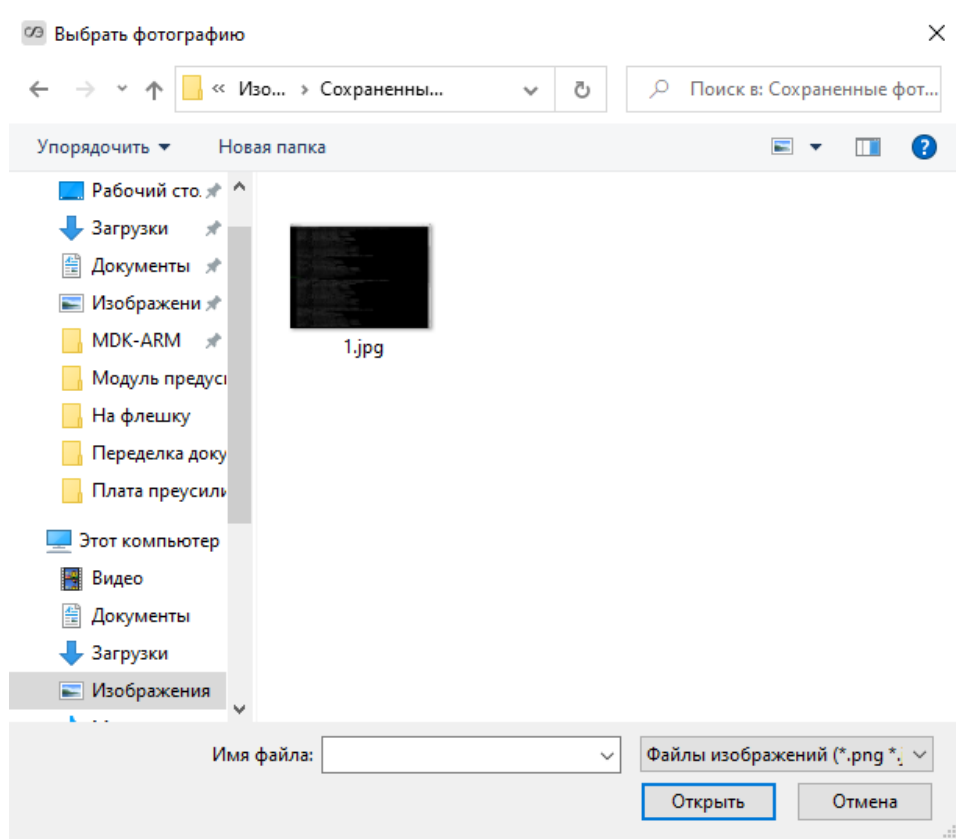 Выбрать фотографию
« Изо... › Сохраненны...
Поиск в: Сохраненные фот...
Упорядочить Новая папка
Рабочий сто.
Загрузки
Документы
Изображени
MDK-ARM
Модуль предус
На флешку
Переделка доку
Плата преусили
Этот компьютер
Видео
Документы
Загрузки
Изображения
1.jpg
Имя файла:
Файлы изображений (*.png *.
Открыть
Отмена